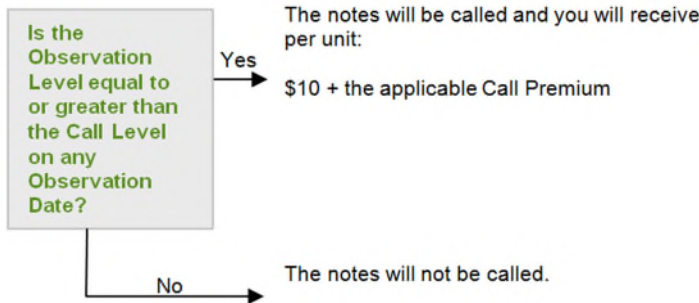 Is the
Observation
Level equal to
or greater than
the Call Level
on any
Observation
Date?
Yes
The notes will be called and you will receive
per unit:
$10 + the applicable Call Premium
No
The notes will not be called.